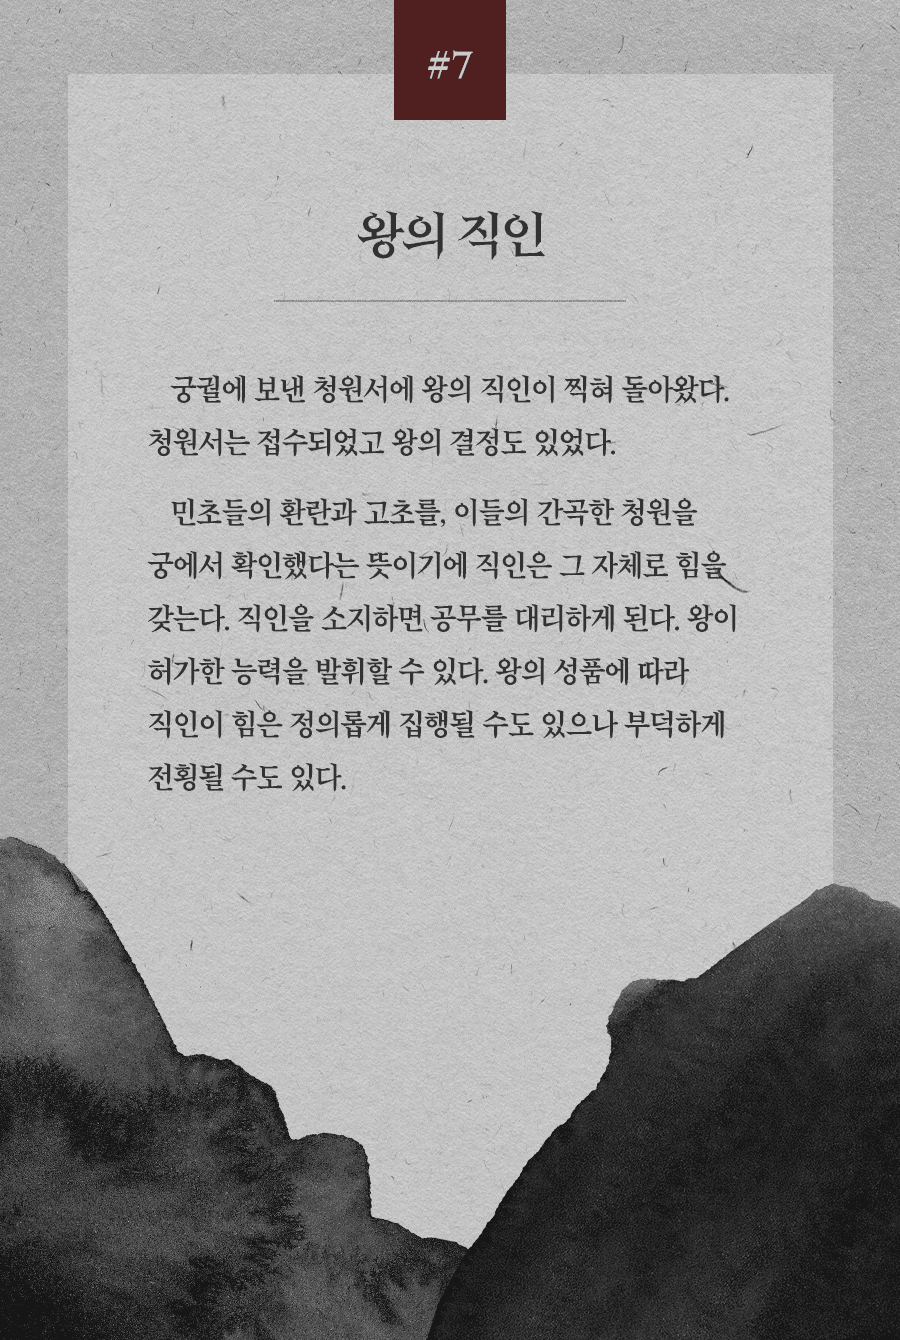 #7
왕의 직인
궁궐에 보낸 청원서에 왕의 직인이 찍혀 돌아왔다.
청원서는 접수되었고 왕의 결정도 있었다.
민초들의 환란과 고초를, 이들의 간곡한 청원을
궁에서 확인했다는 뜻이기에 직인은 그 자체로 힘을
갖는다. 직인을 소지하면 공무를 대리하게 된다. 왕이
허가한 능력을 발휘할 수 있다. 왕의 성품에 따라
직인이 힘은 정의롭게 집행될 수도 있으나 부덕하게
전횡될 수도 있다.